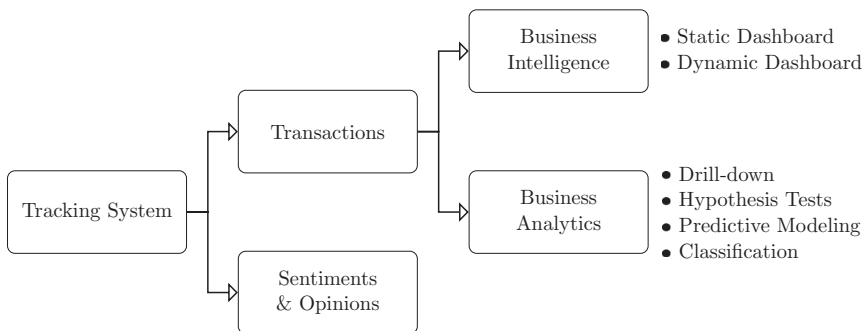 Business
Intelligence
• Static Dashboard
• Dynamic Dashboard
Transactions
Tracking System
Business
Analytics
• Drill-down
• Hypothesis Tests
• Predictive Modeling
• Classification
Sentiments
& Opinions